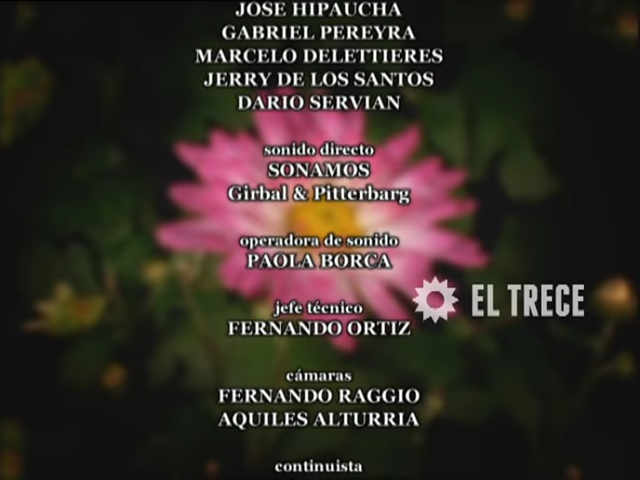 JOSE HIPAUCHA
GABRIEL PEREYRA
MARCELO DELETTIERES
JERRY DE LOS SANTOS
DARIO SERVIAN
sonido directo
SONAMOS
Girbal & Pitterbarg
operadora de sonido
PAOLA BORCA
jefe técnico
FERNANDO ORTIZ
EL TRECE
cámaras
FERNANDO RAGGIO
AQUILES ALTURRIA
continuista